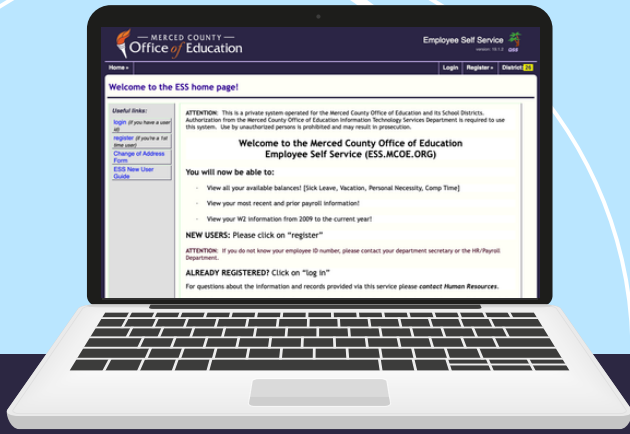 MERCED COUNTY
Office of Education
Employee Self Service
version: 19.1.2 QSS
Home »
Login Register » District: 24
Welcome to the ESS home page!
Useful links:
login (if you have a user
id)
register (if you're a 1st
time user)
Change of Address
Form
ESS New User
Guide
ATTENTION: This is a private system operated for the Merced County Office of Education and its School Districts.
Authorization from the Merced County Office of Education Information Technology Services Department is required to use
this system. Use by unauthorized persons is prohibited and may result in prosecution.
Welcome to the Merced County Office of Education
Employee Self Service (ESS.MCOE.ORG)
You will now be able to:
· View all your available balances! [Sick Leave, Vacation, Personal Necessity, Comp Time]
· View your most recent and prior payroll information!
· View your W2 information from 2009 to the current year!
NEW USERS: Please click on “register”
ATTENTION: If you do not know your employee ID number, please contact your department secretary or the HR/Payroll
Department.
ALREADY REGISTERED? Click on “log in”
For questions about the information and records provided via this service please contact Human Resources.